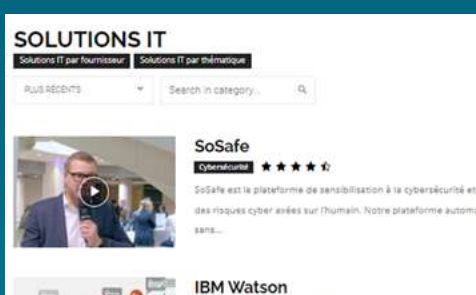 SOLUTIONS IT
Solutions IT par fournisseur Solutions IT par thématique
PLUS RÉCENTS Search in category...
SoSafe
Cybersécurité
SoSafe est la plateforme de sensibilisation à la cybersécurité et
des risques cyber axées sur l'humain. Notre plateforme automa
sans...
IBM Watson